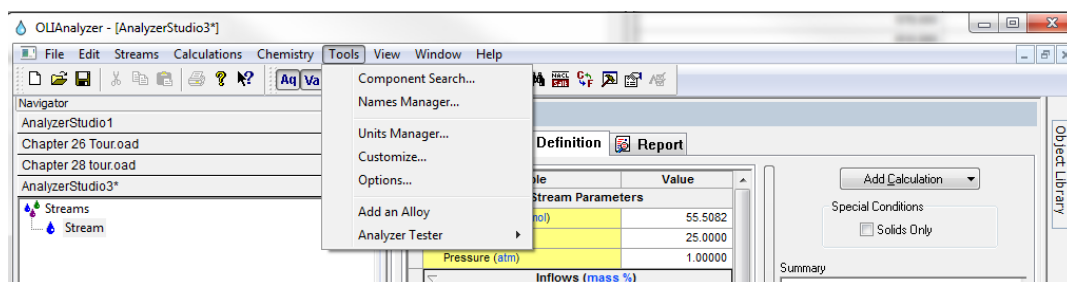 OLIAnalyzer - [AnalyzerStudio3*]
File Edit Streams Calculations Chemistry Tools View Window Help
Aq Va
Navigator
AnalyzerStudio1
Chapter 26 Tour.oad
Chapter 28 tour.oad
AnalyzerStudio3*
Streams
Stream
Component Search...
Names Manager...
Units Manager...
Customize...
Options...
Add an Alloy
Analyzer Tester
Definition Report
Value
Stream Parameters
55.5082
25.0000
Pressure (atm) 1.00000
Inflows (mass %)
Add Calculation
Special Conditions
Solids Only
Summary
Object Library